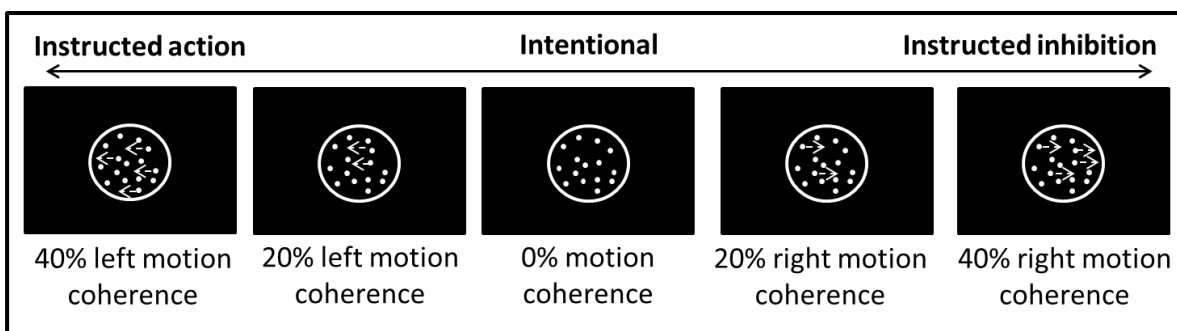 Instructed action Intentional Instructed inhibition
40% left motion 20% left motion 0% motion 20% right motion 40% right motion
coherence coherence coherence coherence coherence